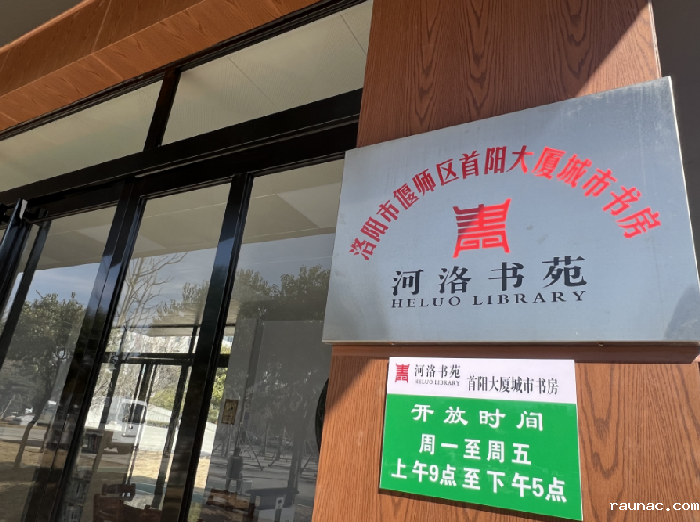 洛阳市偃师区首阳大厦城市书房
河洛书苑
HELUO LIBRARY
河洛书苑 首阳大厦城市书房
HELUO LIBRARY
开放时间
周一至周五
上午9点至下午5点
raunac.com